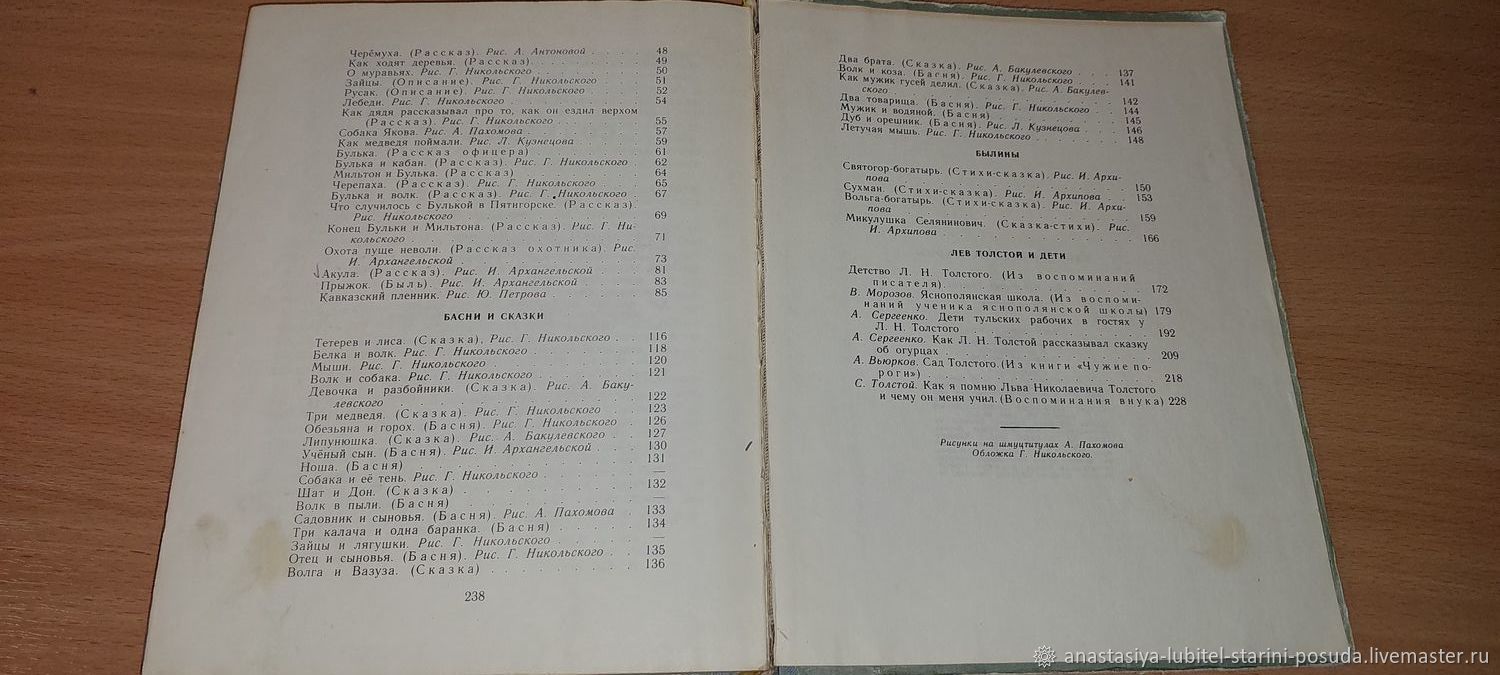 Черёмуха. (Рассказ). Рис. А. Антоновой . . . . 48
Как ходят деревья. (Рассказ) . . . . 49
О муравьях. Рис. Г. Никольского . . . . 50
Зайцы. (Описание). Рис. Г. Никольского . . . 51
Русак. (Описание). Рис. Г. Никольского . . . 52
Лебеди. Рис. Г. Никольского . . . . 54
Как дядя рассказывал про то, как он ездил верхом
(Рассказ). Рис. Г. Никольского . . . . 55
Собака Якова. Рис. А. Пахомова . . . . 57
Как медведя поймали. Рис. Л. Кузнецова . . . 59
Булька. (Рассказ офицера) . . . . 61
Булька и кабан. (Рассказ). Рис. Г. Никольского . 62
Мильтон и Булька. (Рассказ) . . . . 64
Черепаха. (Рассказ). Рис. Г. Никольского . . . 65
Булька и волк. (Рассказ). Рис. Г. Никольского . . 67
Что случилось с Булькой в Пятигорске. (Рассказ).
Рис. Никольского . . . . 69
Конец Бульки и Мильтона. (Рассказ). Рис. Г. Ни-
кольского . . . . 71
Охота пуще неволи. (Рассказ охотника). Рис.
И. Архангельской . . . . 73
Акула. (Рассказ). Рис. И. Архангельской . . . 81
Прыжок. (Быль). Рис. И. Архангельской . . . 83
Кавказский пленник. Рис. Ю. Петрова . . . . 85
БАСНИ И СКАЗКИ
Тетерев и лиса. (Сказка), Рис. Г. Никольского . . 116
Белка и волк. Рис. Г. Никольского . . . . 118
Мыши. Рис. Г. Никольского . . . . 120
Волк и собака. Рис. Г. Никольского . . . . 121
Девочка и разбойники. (Сказка). Рис. А. Баку-
левского . . . . 122
Три медведя. (Сказка). Рис. Г. Никольского . . 123
Обезьяна и горох. (Басня). Рис. Г. Никольского . 126
Липунюшка. (Сказка). Рис. А. Бакулевского . . 127
Учёный сын. (Басня). Рис. И. Архангельской . . 130
Ноша. (Басня) . . . . 131
Собака и её тень. Рис. Г. Никольского . . . . —
Шат и Дон. (Сказка) . . . . 132
Волк в пыли. (Басня) . . . . —
Садовник и сыновья. (Басня). Рис. А. Пахомова . 133
Три калача и одна баранка. (Басня) . . . . 134
Зайцы и лягушки. Рис. Г. Никольского . . . . —
Отец и сыновья. (Басня). Рис. Г. Никольского . . 135
Волга и Вазуза. (Сказка) . . . . 136
238
Два брата. (Сказка). Рис. А. Бакулевского . . . 137
Волк и коза. (Басня). Рис. Г. Никольского . . . 141
Как мужик гусей делил. (Сказка). Рис. А. Бакулев-
ского . . . . 142
Два товарища. (Басня). Рис. Г. Никольского . . 144
Мужик и водяной. (Басня) . . . . 145
Дуб и орешник. (Басня). Рис. Л. Кузнецова . . 146
Летучая мышь. Рис. Г. Никольского . . . . 148
БЫЛИНЫ
Святогор-богатырь. (Стихи-сказка). Рис. И. Архи-
пова . . . . 150
Сухман. (Стихи-сказка). Рис. И. Архипова . . . 153
Вольга-богатырь. (Стихи-сказка). Рис. И. Архи-
пова . . . . 159
Микулушка Селянинович. (Сказка-стихи). Рис.
И. Архипова . . . . 166
ЛЕВ ТОЛСТОЙ И ДЕТИ
Детство Л. Н. Толстого. (Из воспоминаний
писателя) . . . . 172
В. Морозов. Яснополянская школа. (Из воспоми-
наний ученика яснополянской школы) 179
А. Сергеенко. Дети тульских рабочих в гостях у
Л. Н. Толстого . . . . 192
А. Сергеенко. Как Л. Н. Толстой рассказывал сказку
об огурцах . . . . 209
А. Вьюрков. Сад Толстого. (Из книги «Чужие по-
роги») . . . . 218
С. Толстой. Как я помню Льва Николаевича Толстого
и чему он меня учил. (Воспоминания внука) 228
Рисунки на шмуцтитулах А. Пахомова
Обложка Г. Никольского.
anastasiya-lubitel-starini-posuda.livemaster.ru